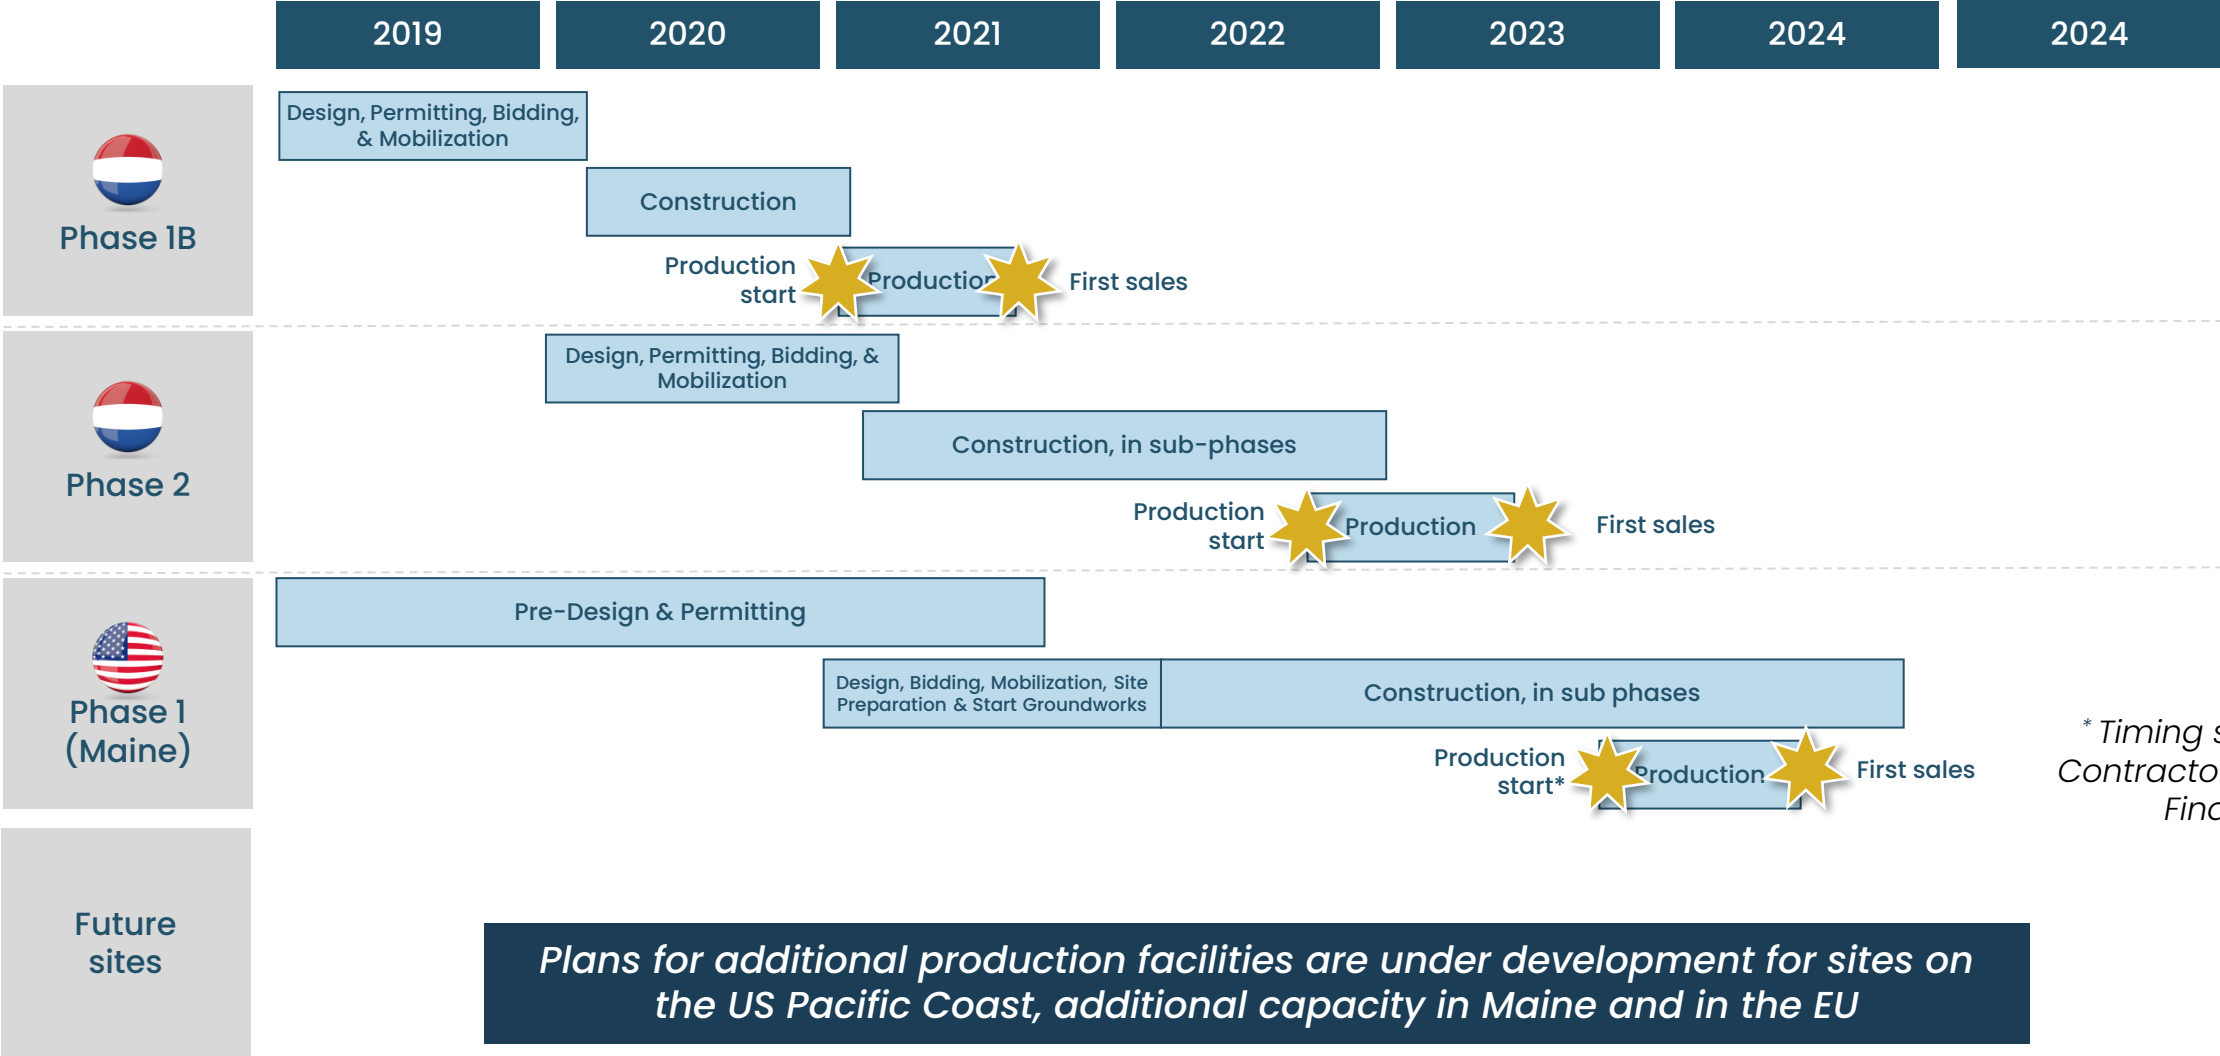 2019 2020 2021 2022 2023 2024 2024
Phase 1B
Design, Permitting, Bidding,
& Mobilization
Construction
Production
start
Production
First sales
Phase 2
Design, Permitting, Bidding, &
Mobilization
Construction, in sub-phases
Production
start
Production
First sales
Phase 1
(Maine)
Pre-Design & Permitting
Design, Bidding, Mobilization, Site
Preparation & Start Groundworks
Construction, in sub phases
Production
start*
Production
First sales
* Timing
Future
sites
Plans for additional production facilities are under development for sites on
the US Pacific Coast, additional capacity in Maine and in the EU